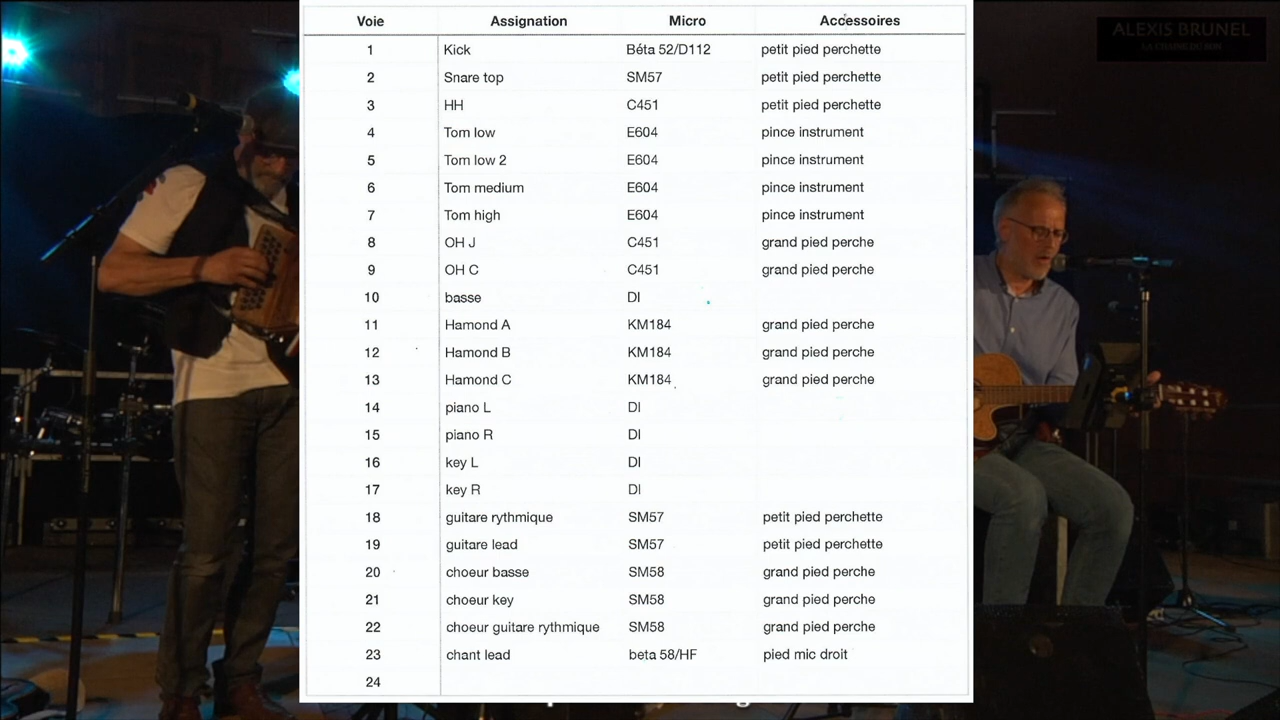 Voie Assignation Micro Accessoires
1 Kick Béta 52/D112 petit pied perchette
2 Snare top SM57 petit pied perchette
3 HH C451 petit pied perchette
4 Tom low E604 pince instrument
5 Tom low 2 E604 pince instrument
6 Tom medium E604 pince instrument
7 Tom high E604 pince instrument
8 OH J C451 grand pied perche
9 OH C C451 grand pied perche
10 basse DI
11 Hamond A KM184 grand pied perche
12 Hamond B KM184 grand pied perche
13 Hamond C KM184 grand pied perche
14 piano L DI
15 piano R DI
16 key L DI
17 key R DI
18 guitare rythmique SM57 petit pied perchette
19 guitare lead SM57 petit pied perchette
20 choeur basse SM58 grand pied perche
21 choeur key SM58 grand pied perche
22 choeur guitare rythmique SM58 grand pied perche
23 chant lead beta 58/HF pied mic droit
24
ALEXIS BRUNEL
LA CUISINE DU SON